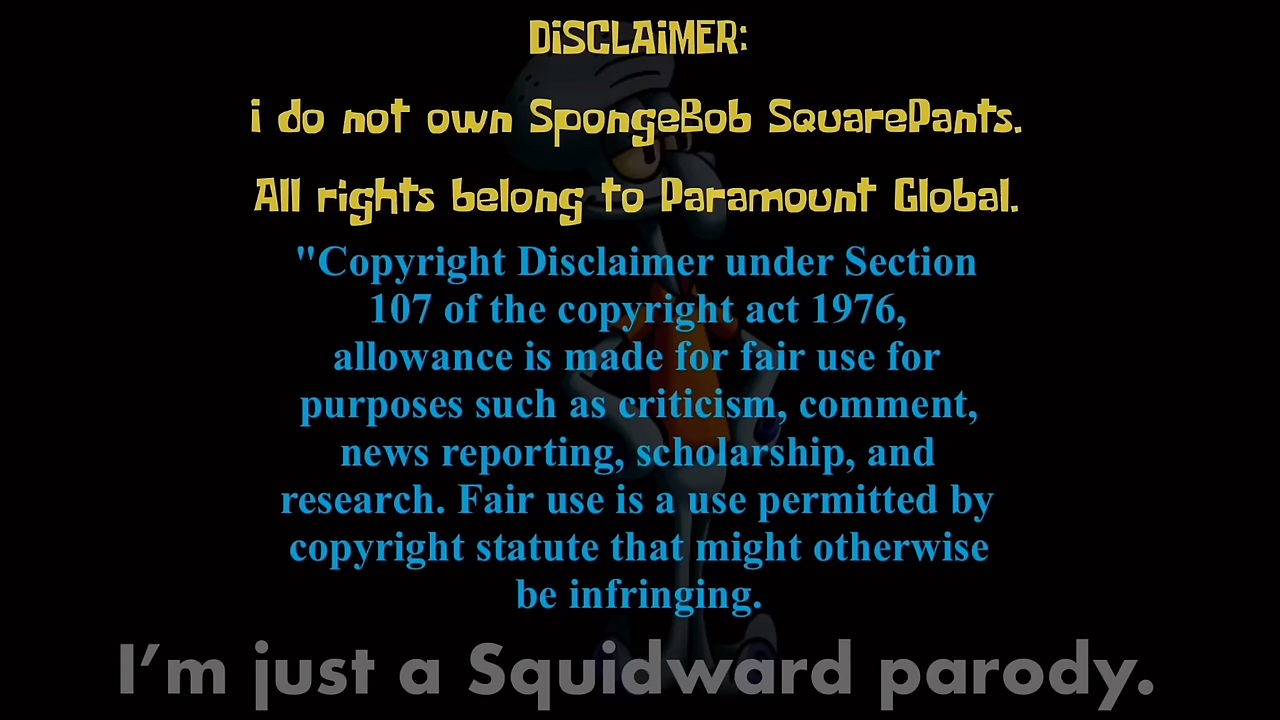 DiSCLAiMER:
i do not own SpongeBob SquarePants.
All rights belong to Paramount Global.
"Copyright Disclaimer under Section
107 of the copyright act 1976,
allowance is made for fair use for
purposes such as criticism, comment,
news reporting, scholarship, and
research. Fair use is a use permitted by
copyright statute that might otherwise
be infringing.
I'm just a Squidward parody.